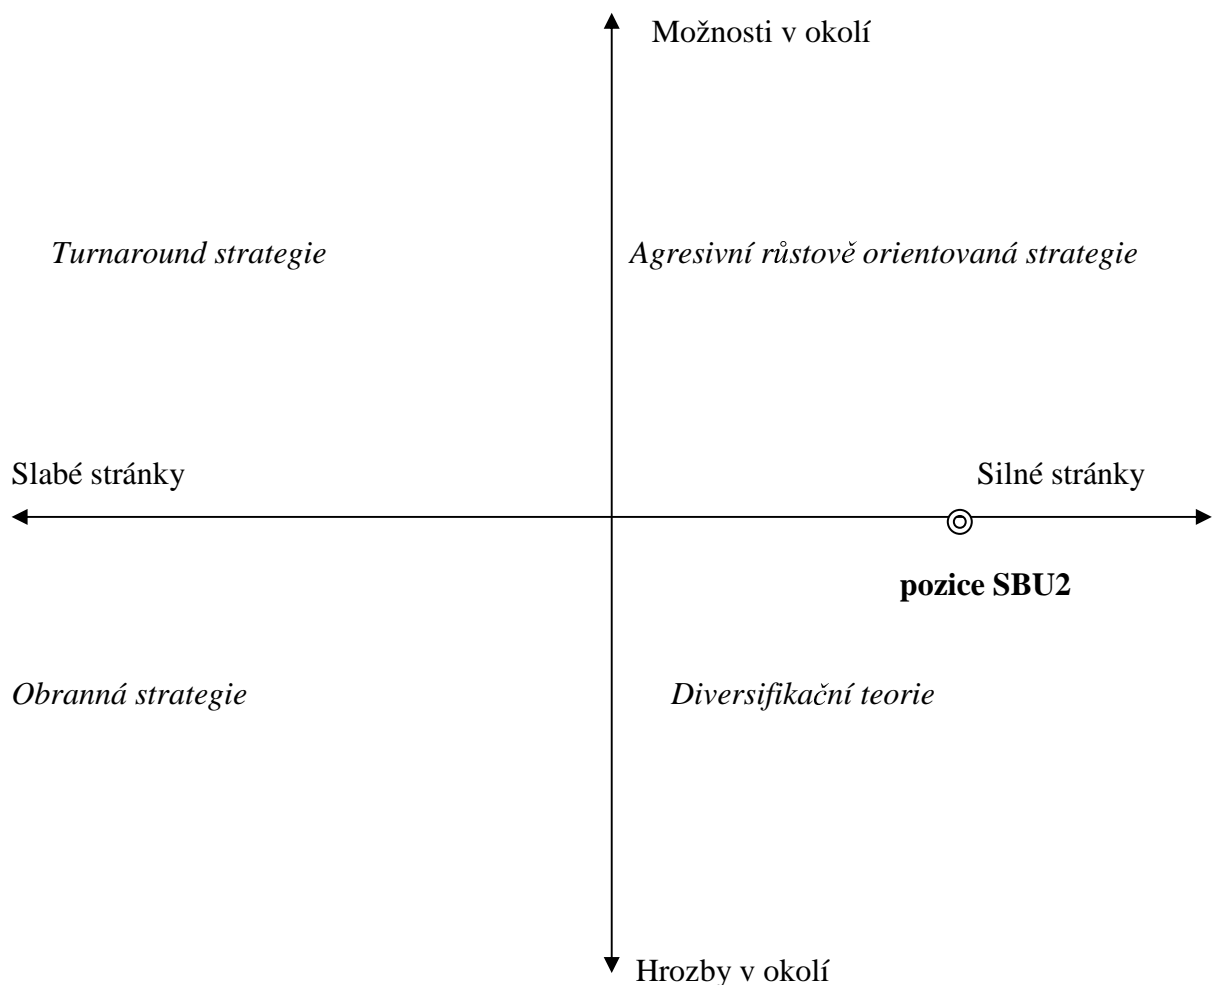 Možnosti v okolí
Turnaround strategie
Agresivní růstově orientovaná strategie
Slabé stránky
Silné stránky
pozice SBU2
Obranná strategie
Diversifikační teorie
Hrozby v okolí